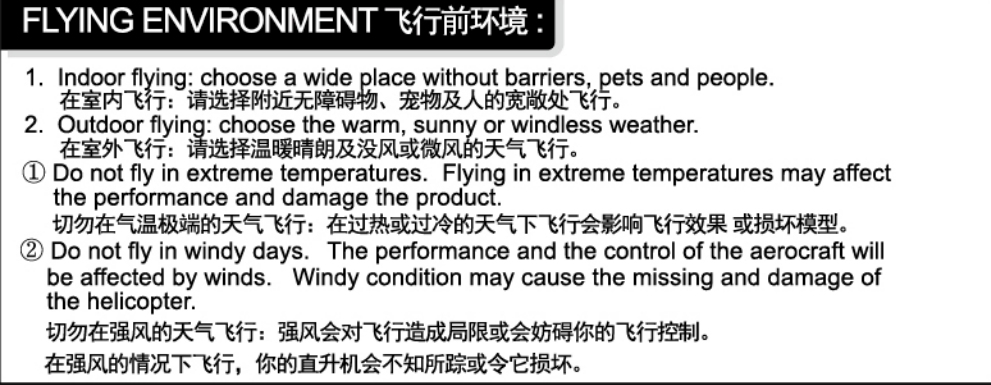 FLYING ENVIRONMENT 飞行前环境：
1. Indoor flying: choose a wide place without barriers, pets and people.
在室内飞行：请选择附近无障碍物、宠物及人的宽敞处飞行。
2. Outdoor flying: choose the warm, sunny or windless weather.
在室外飞行：请选择温暖晴朗及没风或微风的天气飞行。
① Do not fly in extreme temperatures. Flying in extreme temperatures may affect
the performance and damage the product.
切勿在气温极端的天气飞行：在过热或过冷的天气下飞行会影响飞行效果 或损坏模型。
② Do not fly in windy days. The performance and the control of the aerocraft will
be affected by winds. Windy condition may cause the missing and damage of
the helicopter.
切勿在强风的天气飞行：强风会对飞行造成局限或会妨碍你的飞行控制。
在强风的情况下飞行，你的直升机会不知所踪或令它损坏。